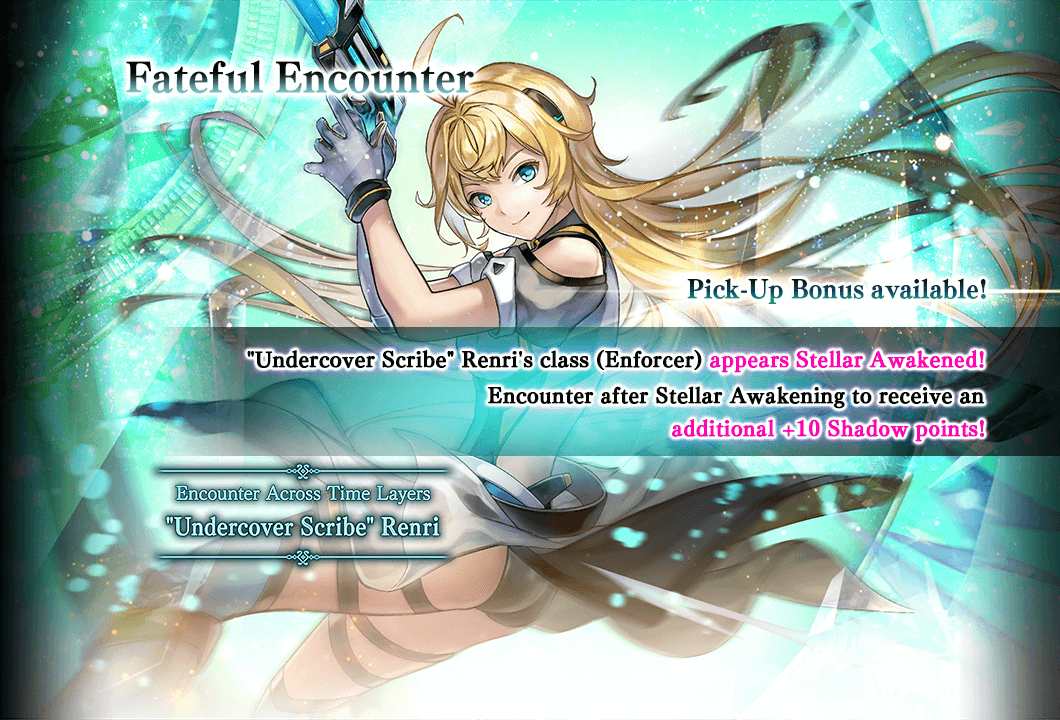 Fateful Encounter
Pick-Up Bonus available!
"Undercover Scribe" Renri's class (Enforcer) appears Stellar Awakened!
Encounter after Stellar Awakening to receive an
additional +10 Shadow points!
Encounter Across Time Layers
"Undercover Scribe" Renri